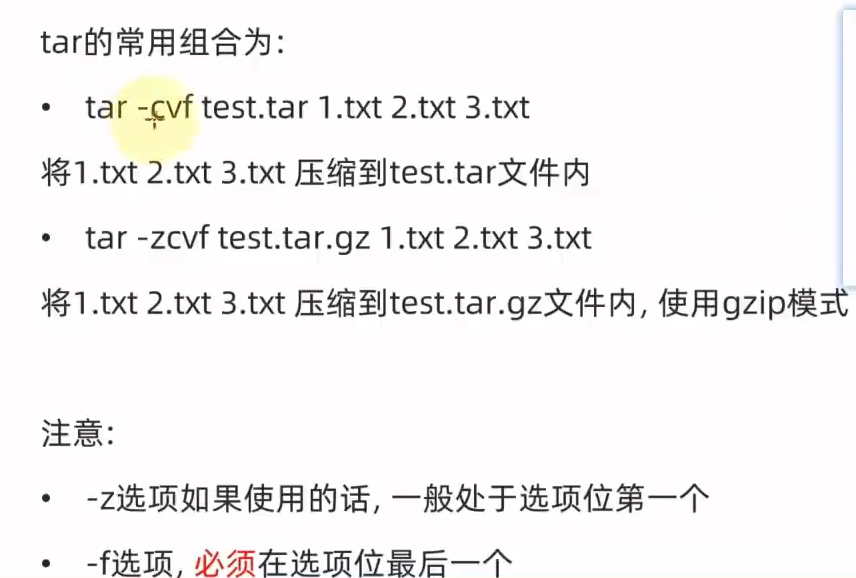 tar的常用组合为:
• tar -cvf test.tar 1.txt 2.txt 3.txt
将1.txt 2.txt 3.txt 压缩到test.tar文件内
• tar -zcvf test.tar.gz 1.txt 2.txt 3.txt
将1.txt 2.txt 3.txt 压缩到test.tar.gz文件内, 使用gzip模式
注意:
• -z选项如果使用的话, 一般处于选项位第一个
• -f选项, 必须在选项位最后一个